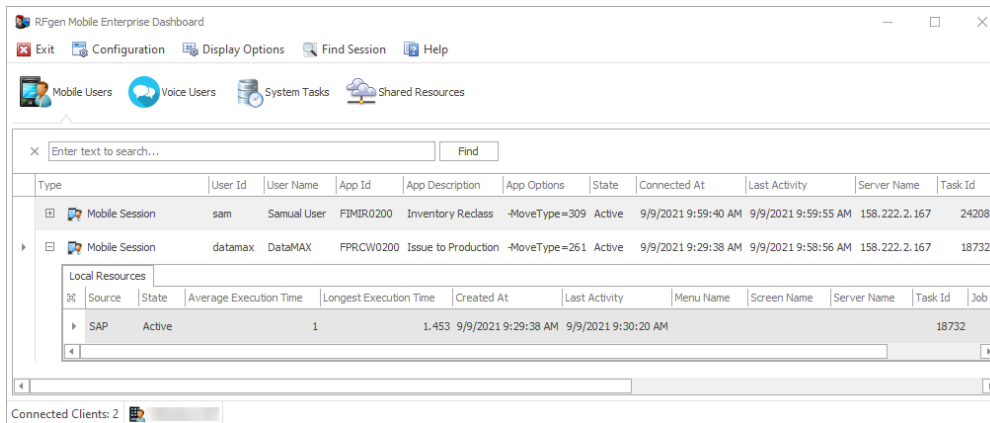 RFgen Mobile Enterprise Dashboard
Exit Configuration Display Options Find Session Help
Mobile Users Voice Users System Tasks Shared Resources
Enter text to search... Find
Type User Id User Name App Id App Description App Options State Connected At Last Activity Server Name Task Id
Mobile Session sam Samual User FIMIR0200 Inventory Reclass -MoveType=309 Active 9/9/2021 9:59:40 AM 9/9/2021 9:59:55 AM 158.222.2.167 24208
Mobile Session datamax DataMAX FPRCW0200 Issue to Production -MoveType=261 Active 9/9/2021 9:29:38 AM 9/9/2021 9:58:56 AM 158.222.2.167 18732
Local Resources
Source State Average Execution Time Longest Execution Time Created At Last Activity Menu Name Screen Name Server Name Task Id Job
SAP Active 1 1.453 9/9/2021 9:29:38 AM 9/9/2021 9:30:20 AM 18732
Connected Clients: 2